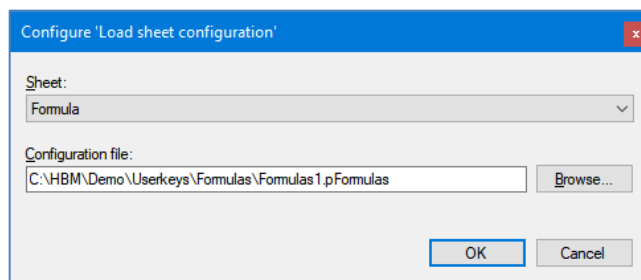 Configure 'Load sheet configuration'
x
Sheet:
Formula
Configuration file:
C:\HBM\Demo\Userkeys\Formulas\Formulas1.pFormulas
Browse...
OK
Cancel